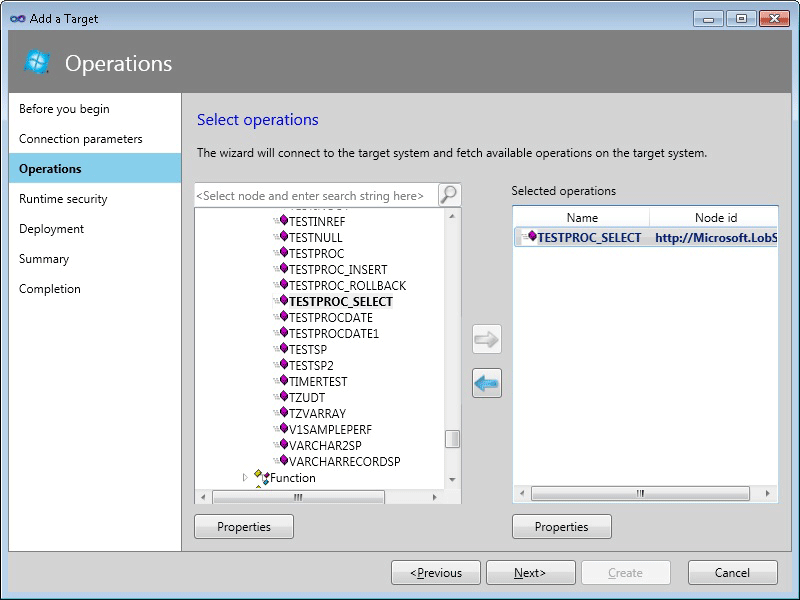 Add a Target
Operations
Before you begin
Connection parameters
Operations
Runtime security
Deployment
Summary
Completion
Select operations
The wizard will connect to the target system and fetch available operations on the target system.
<Select node and enter search string here>
TESTINREF
TESTNULL
TESTPROC
TESTPROC_INSERT
TESTPROC_ROLLBACK
TESTPROC_SELECT
TESTPROCDATE
TESTPROCDATE1
TESTSP
TESTSP2
TIMERTEST
TZUDT
TZVARRAY
V1SAMPLEPERF
VARCHAR2SP
VARCHARRECORDSP
Function
Properties
Selected operations
Name Node id
TESTPROC_SELECT http://Microsoft.LobS
Properties
<Previous Next> Create Cancel